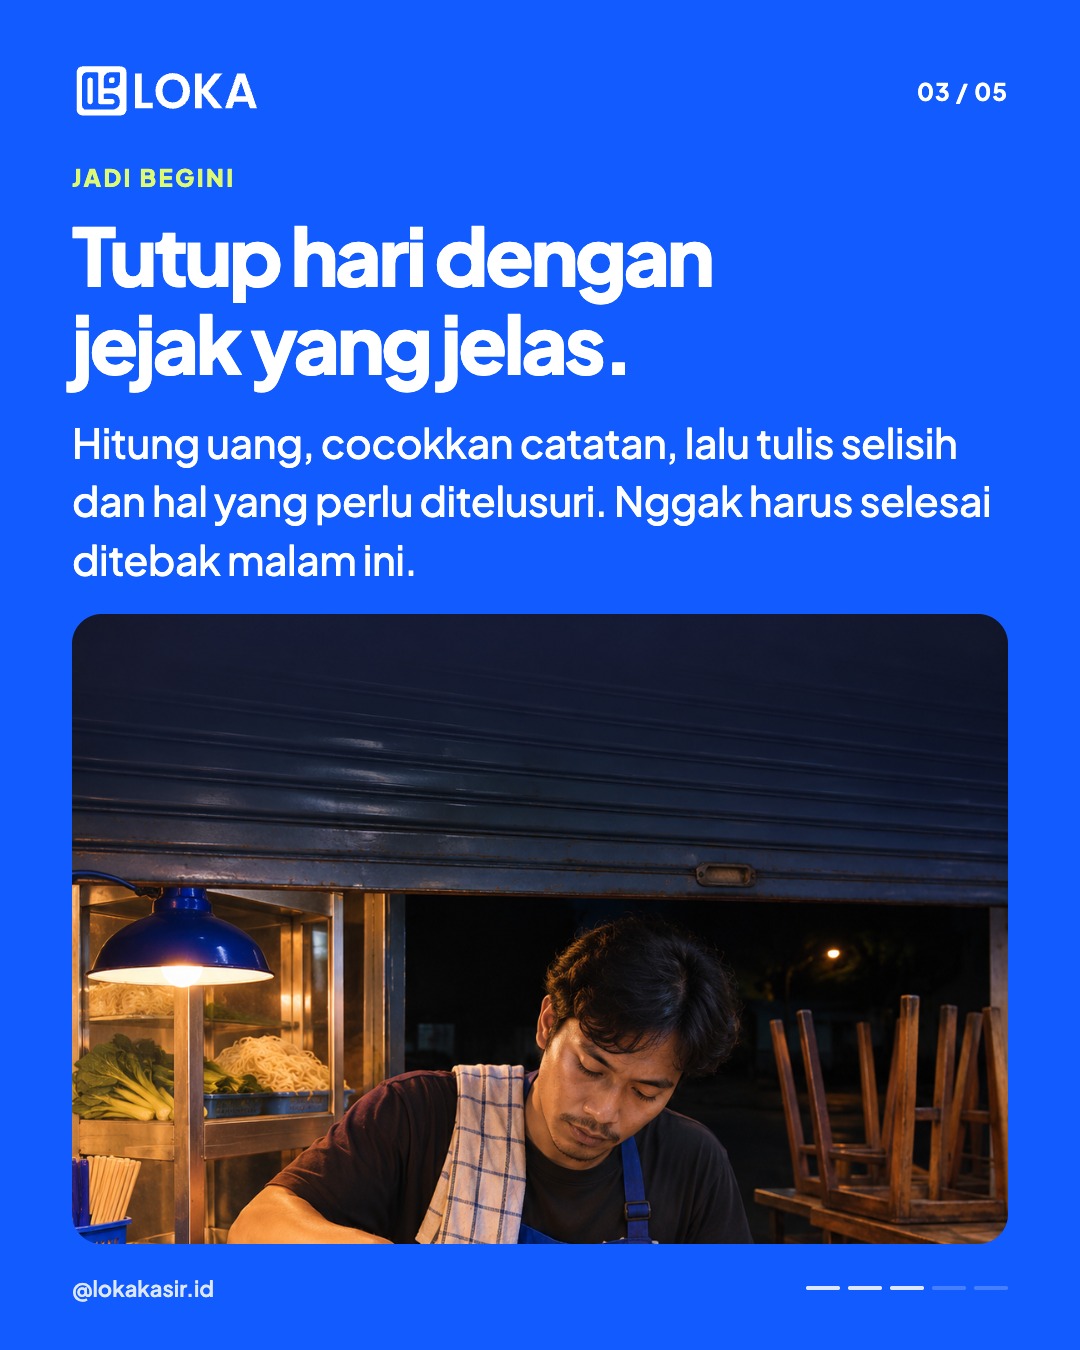 LOKA
03 / 05
JADI BEGINI
Tutup hari dengan
jejak yang jelas.
Hitung uang, cocokkan catatan, lalu tulis selisih
dan hal yang perlu ditelusuri. Nggak harus selesai
ditebak malam ini.
@lokakasir.id